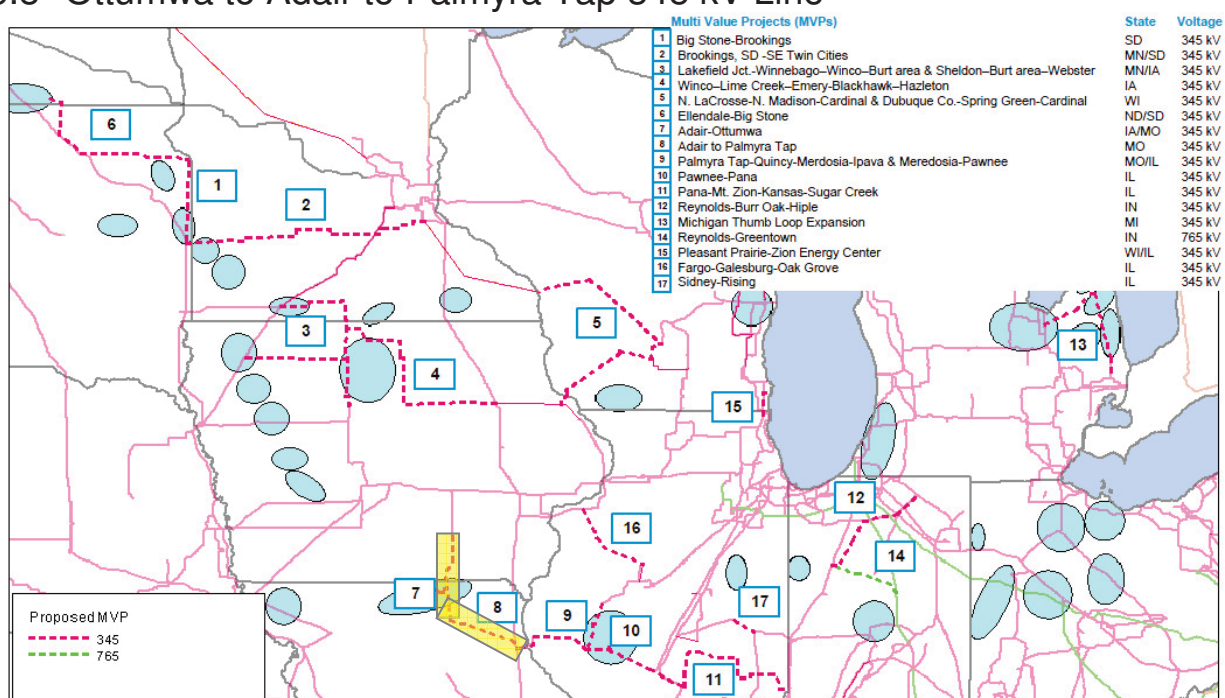 Multi Value Projects (MVPs) State Voltage
1 Big Stone-Brookings SD 345 kV
2 Brookings, SD -SE Twin Cities MN/SD 345 kV
3 Lakefield Jct.-Winnebago–Winco–Burt area & Sheldon–Burt area–Webster MN/IA 345 kV
4 Winco–Lime Creek–Emery-Blackhawk–Hazleton IA 345 kV
5 N. LaCrosse-N. Madison-Cardinal & Dubuque Co.-Spring Green-Cardinal WI 345 kV
6 Ellendale-Big Stone ND/SD 345 kV
7 Adair-Ottumwa IA/MO 345 kV
8 Adair to Palmyra Tap MO 345 kV
9 Palmyra Tap-Quincy-Merdosia-Ipava & Meredosia-Pawnee MO/IL 345 kV
10 Pawnee-Pana IL 345 kV
11 Pana-Mt. Zion-Kansas-Sugar Creek IL 345 kV
12 Reynolds-Burr Oak-Hiple IN 345 kV
13 Michigan Thumb Loop Expansion MI 345 kV
14 Reynolds-Greentown IN 765 kV
15 Pleasant Prairie-Zion Energy Center WI/IL 345 kV
16 Fargo-Galesburg-Oak Grove IL 345 kV
17 Sidney-Rising IL 345 kV
6
1
2
3
5
13
4
15
12
16
14
7
8
9
17
10
11
Proposed MVP
345
765